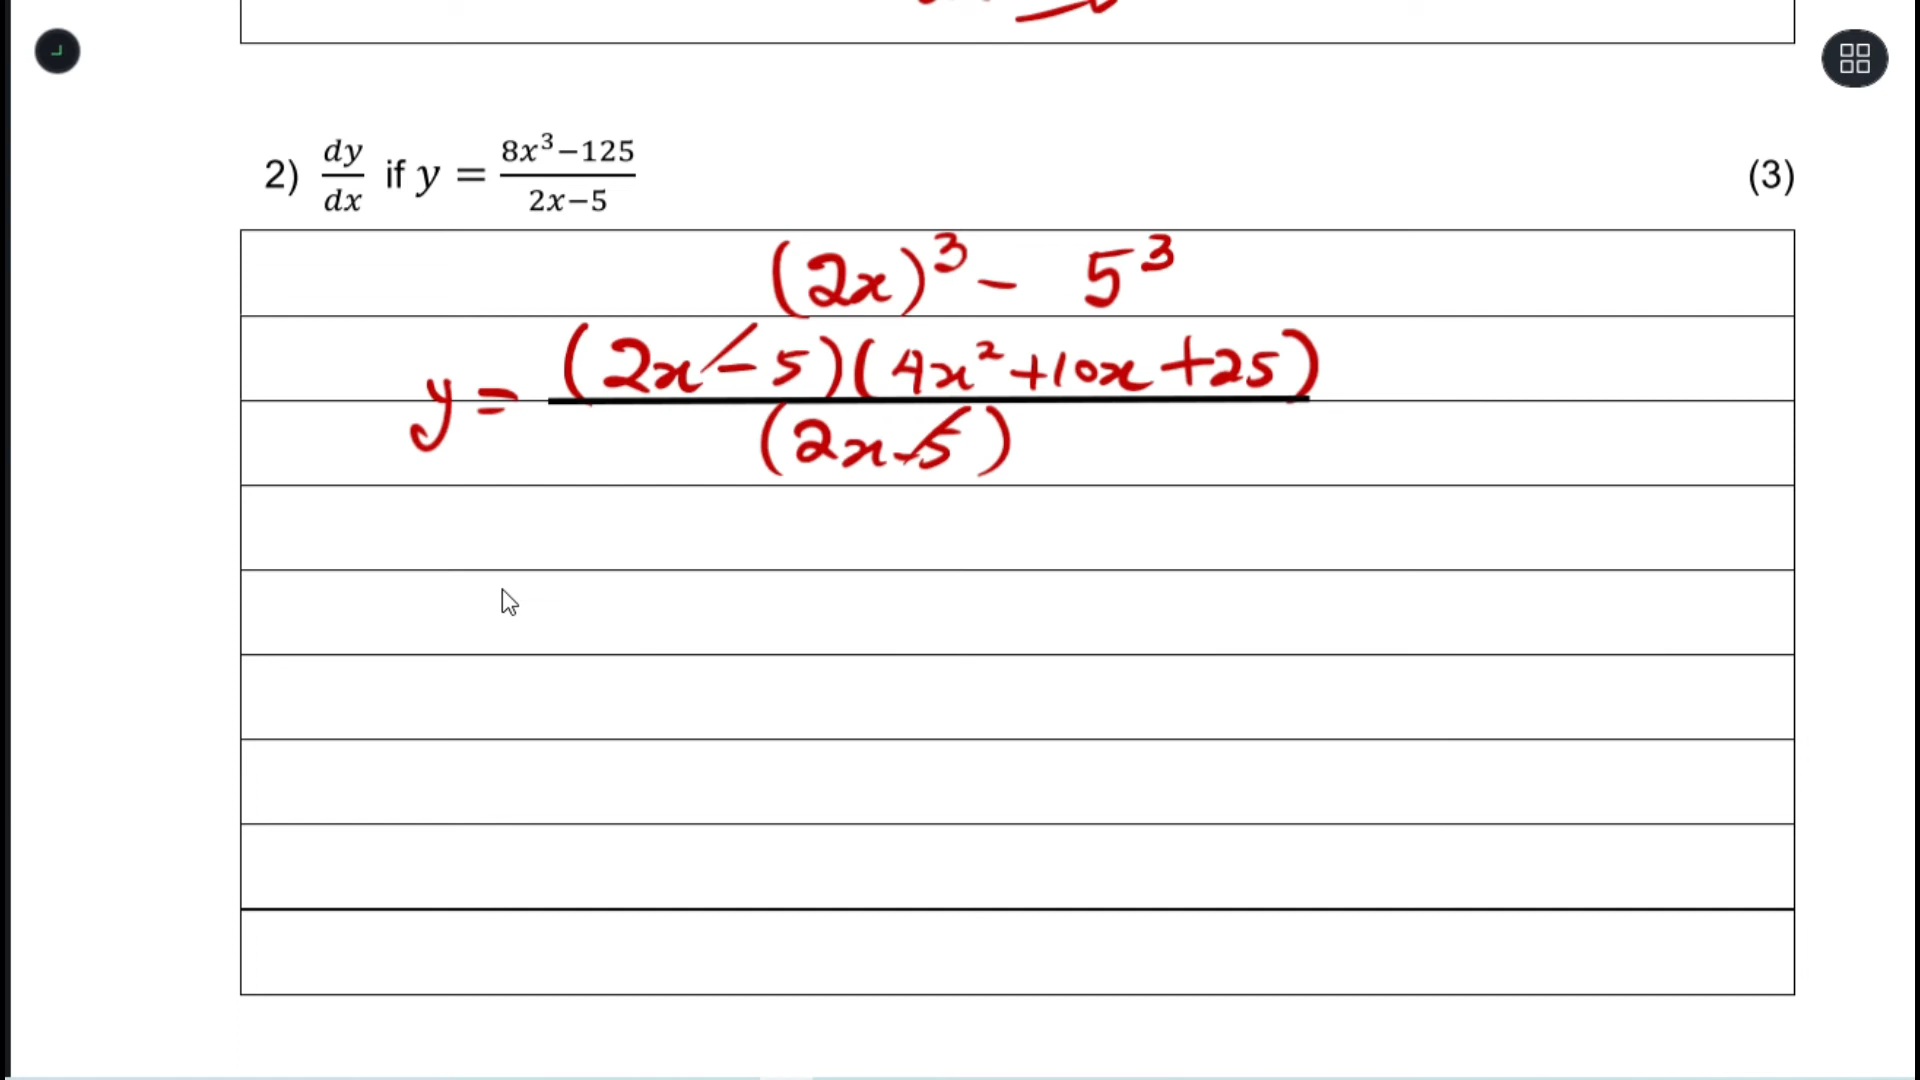 2) dy/dx if y = (8x³−125)/(2x−5) (3)
(2x)³ - 5³
y = (2x-5)(4x²+10x+25)
(2x-5)